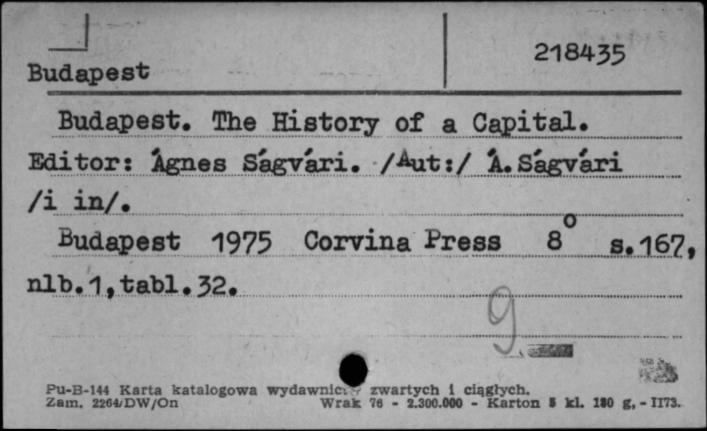 218435
Budapest
Budapest. The History of a Capital.
Editor: Ágnes Ságvári. /Aut:/ Á.Ságvári
/i in/.
Budapest 1975 Corvina Press 8° s.167,
nlb.1,tabl.32.
9
Pu-B-144 Karta katalogowa wydawnictw zwartych i ciągłych.
Zam. 2264/DW/On Wrak 76 - 2.300.000 - Karton 5 kl. 180 g, - II73.